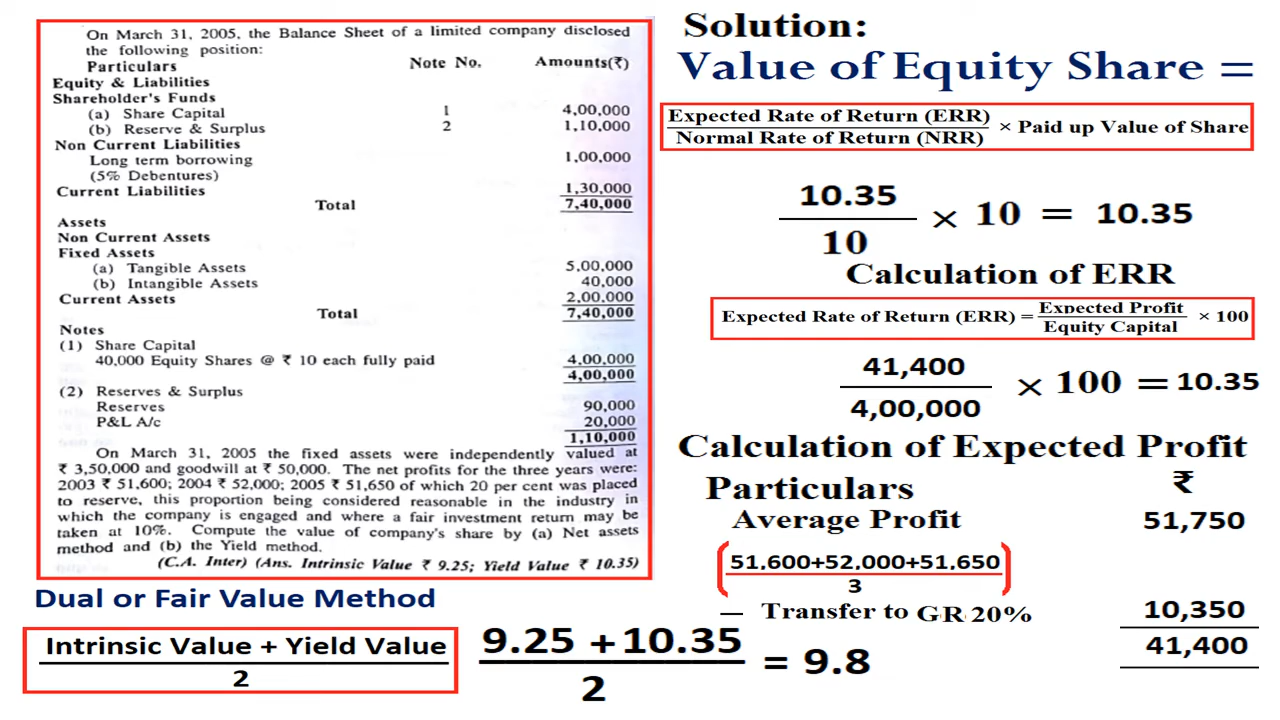 On March 31, 2005, the Balance Sheet of a limited company disclosed
the following position:
Particulars Note No. Amounts(₹)
Equity & Liabilities
Shareholder's Funds
(a) Share Capital 1 4,00,000
(b) Reserve & Surplus 2 1,10,000
Non Current Liabilities
Long term borrowing 1,00,000
(5% Debentures)
Current Liabilities 1,30,000
Total 7,40,000
Assets
Non Current Assets
Fixed Assets
(a) Tangible Assets 5,00,000
(b) Intangible Assets 40,000
Current Assets 2,00,000
Total 7,40,000
Notes
(1) Share Capital
40,000 Equity Shares @ ₹ 10 each fully paid 4,00,000
4,00,000
(2) Reserves & Surplus
Reserves 90,000
P&L A/c 20,000
1,10,000
On March 31, 2005 the fixed assets were independently valued at
₹ 3,50,000 and goodwill at ₹ 50,000. The net profits for the three years were:
2003 ₹ 51,600; 2004 ₹ 52,000; 2005 ₹ 51,650 of which 20 per cent was placed
to reserve, this proportion being considered reasonable in the industry in
which the company is engaged and where a fair investment return may be
taken at 10%. Compute the value of company's share by (a) Net assets
method and (b) the Yield method.
(C.A. Inter) (Ans. Intrinsic Value ₹ 9.25; Yield Value ₹ 10.35)
Dual or Fair Value Method
Intrinsic Value + Yield Value
2
9.25 + 10.35
2
= 9.8
Solution:
Value of Equity Share =
Expected Rate of Return (ERR)
Normal Rate of Return (NRR)
× Paid up Value of Share
10.35
10
× 10 = 10.35
Calculation of ERR
Expected Rate of Return (ERR) = Expected Profit
Equity Capital
× 100
41,400
4,00,000
× 100 = 10.35
Calculation of Expected Profit
Particulars ₹
Average Profit 51,750
(51,600+52,000+51,650
3)
— Transfer to GR 20% 10,350
41,400